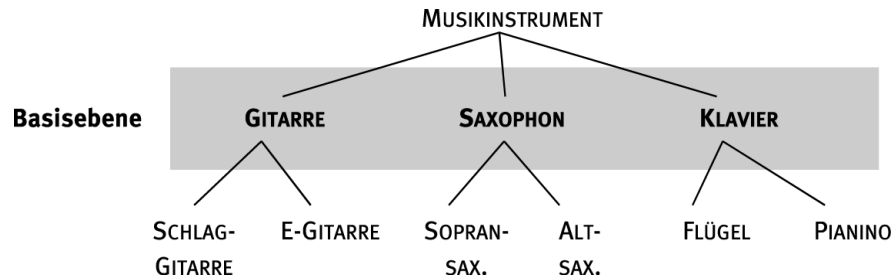 MUSIKINSTRUMENT
Basisebene GITARRE SAXOPHON KLAVIER
SCHLAG- E-GITARRE SOPRAN- ALT- FLÜGEL PIANINO
GITARRE SAX. SAX.